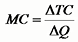 MC = ΔTC / ΔQ